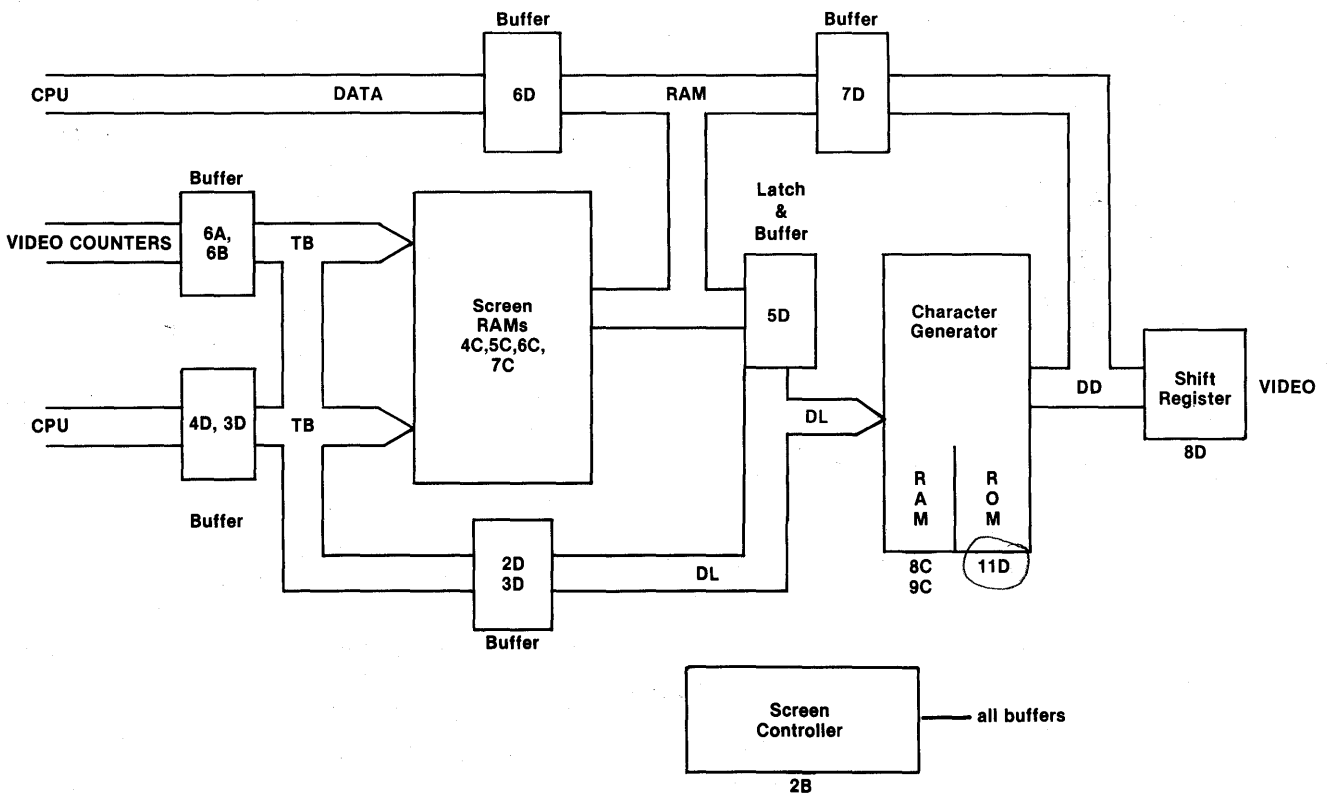 Buffer
Buffer
CPU
DATA
6D
RAM
7D
Buffer
Latch
&
Buffer
VIDEO COUNTERS
6A,
6B
TB
Screen
RAMs
4C,5C,6C,
7C
5D
Character
Generator
CPU
4D, 3D
TB
DL
DD
Shift
Register
VIDEO
8D
Buffer
R
A
M
R
O
M
2D
3D
DL
8C
9C
11D
Buffer
Screen
Controller
all buffers
2B